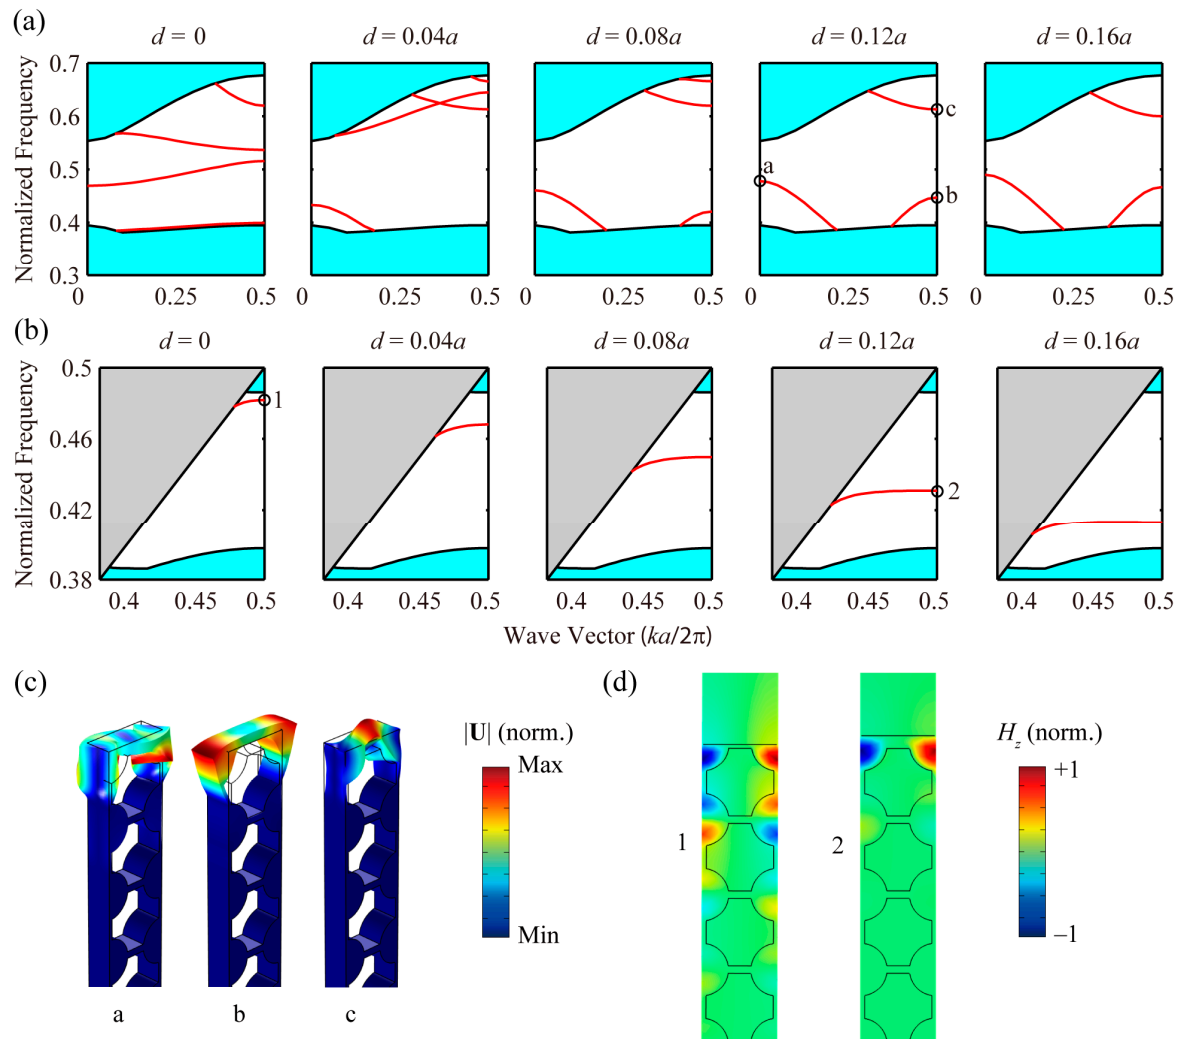 (a)
d = 0
d = 0.04a
d = 0.08a
d = 0.12a
d = 0.16a
Normalized Frequency
0.7
0.6
0.5
0.4
0.3
a
b
c
0 0.25 0.5
0 0.25 0.5
0 0.25 0.5
0 0.25 0.5
0 0.25 0.5
(b)
d = 0
d = 0.04a
d = 0.08a
d = 0.12a
d = 0.16a
Normalized Frequency
0.5
0.46
0.42
0.38
1
2
0.4 0.45 0.5
0.4 0.45 0.5
0.4 0.45 0.5
0.4 0.45 0.5
0.4 0.45 0.5
Wave Vector (ka/2π)
(c)
|U| (norm.)
Max
Min
a
b
c
(d)
1
2
H_z (norm.)
+1
−1